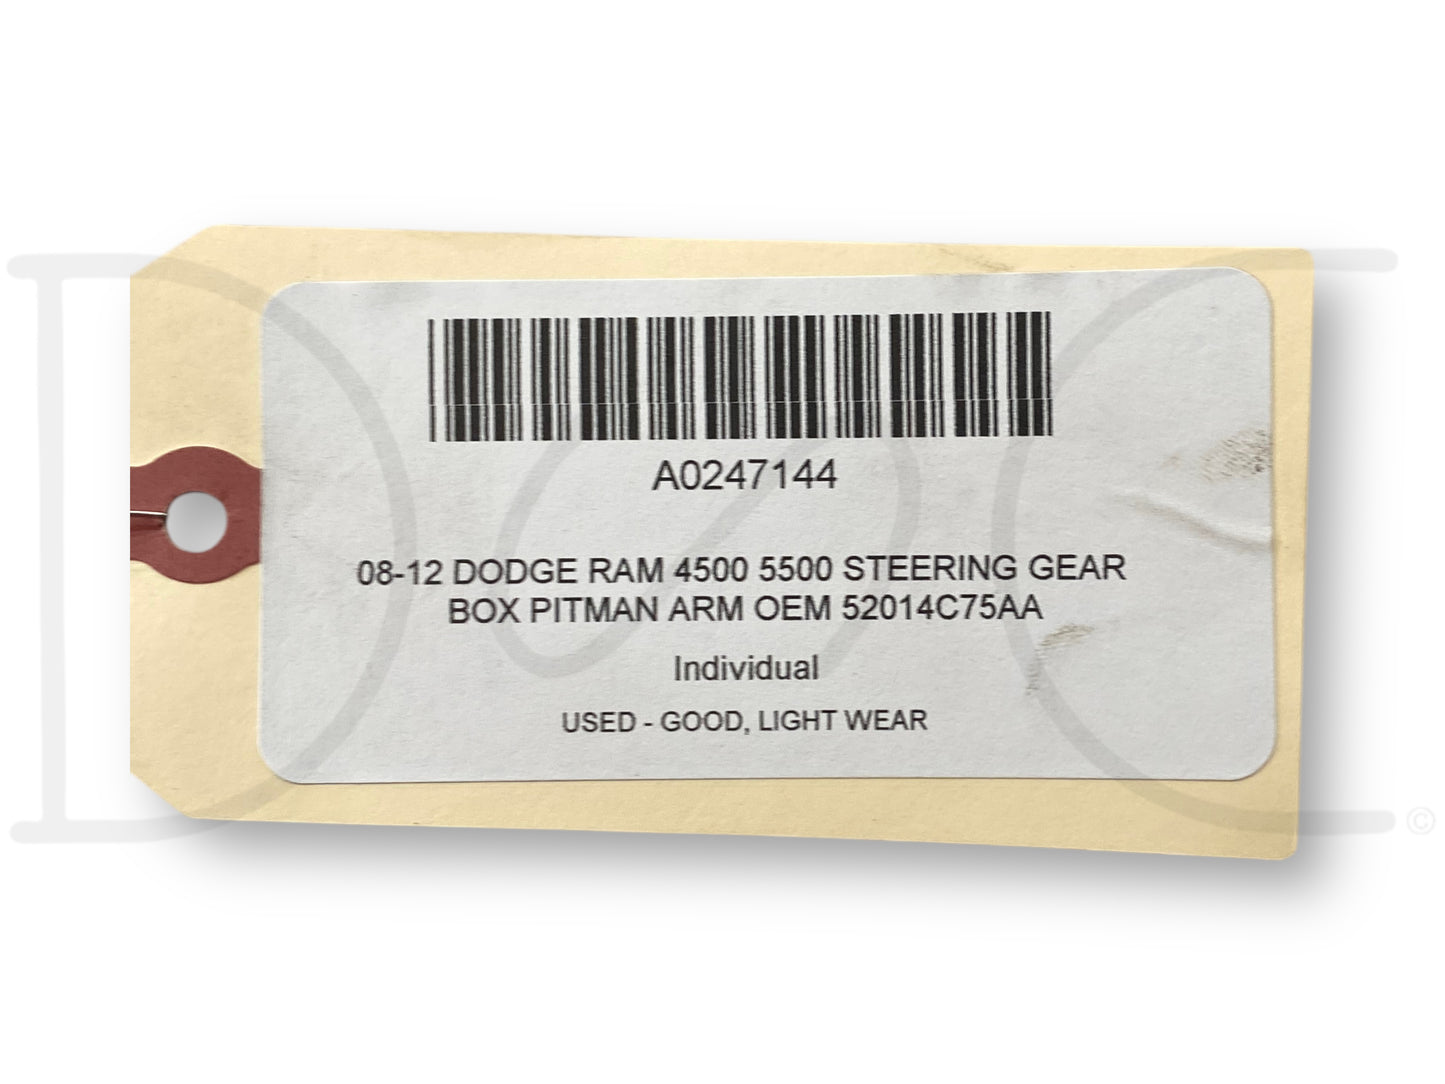 A0247144
08-12 DODGE RAM 4500 5500 STEERING GEAR
BOX PITMAN ARM OEM 52014C75AA
Individual
USED - GOOD, LIGHT WEAR
©